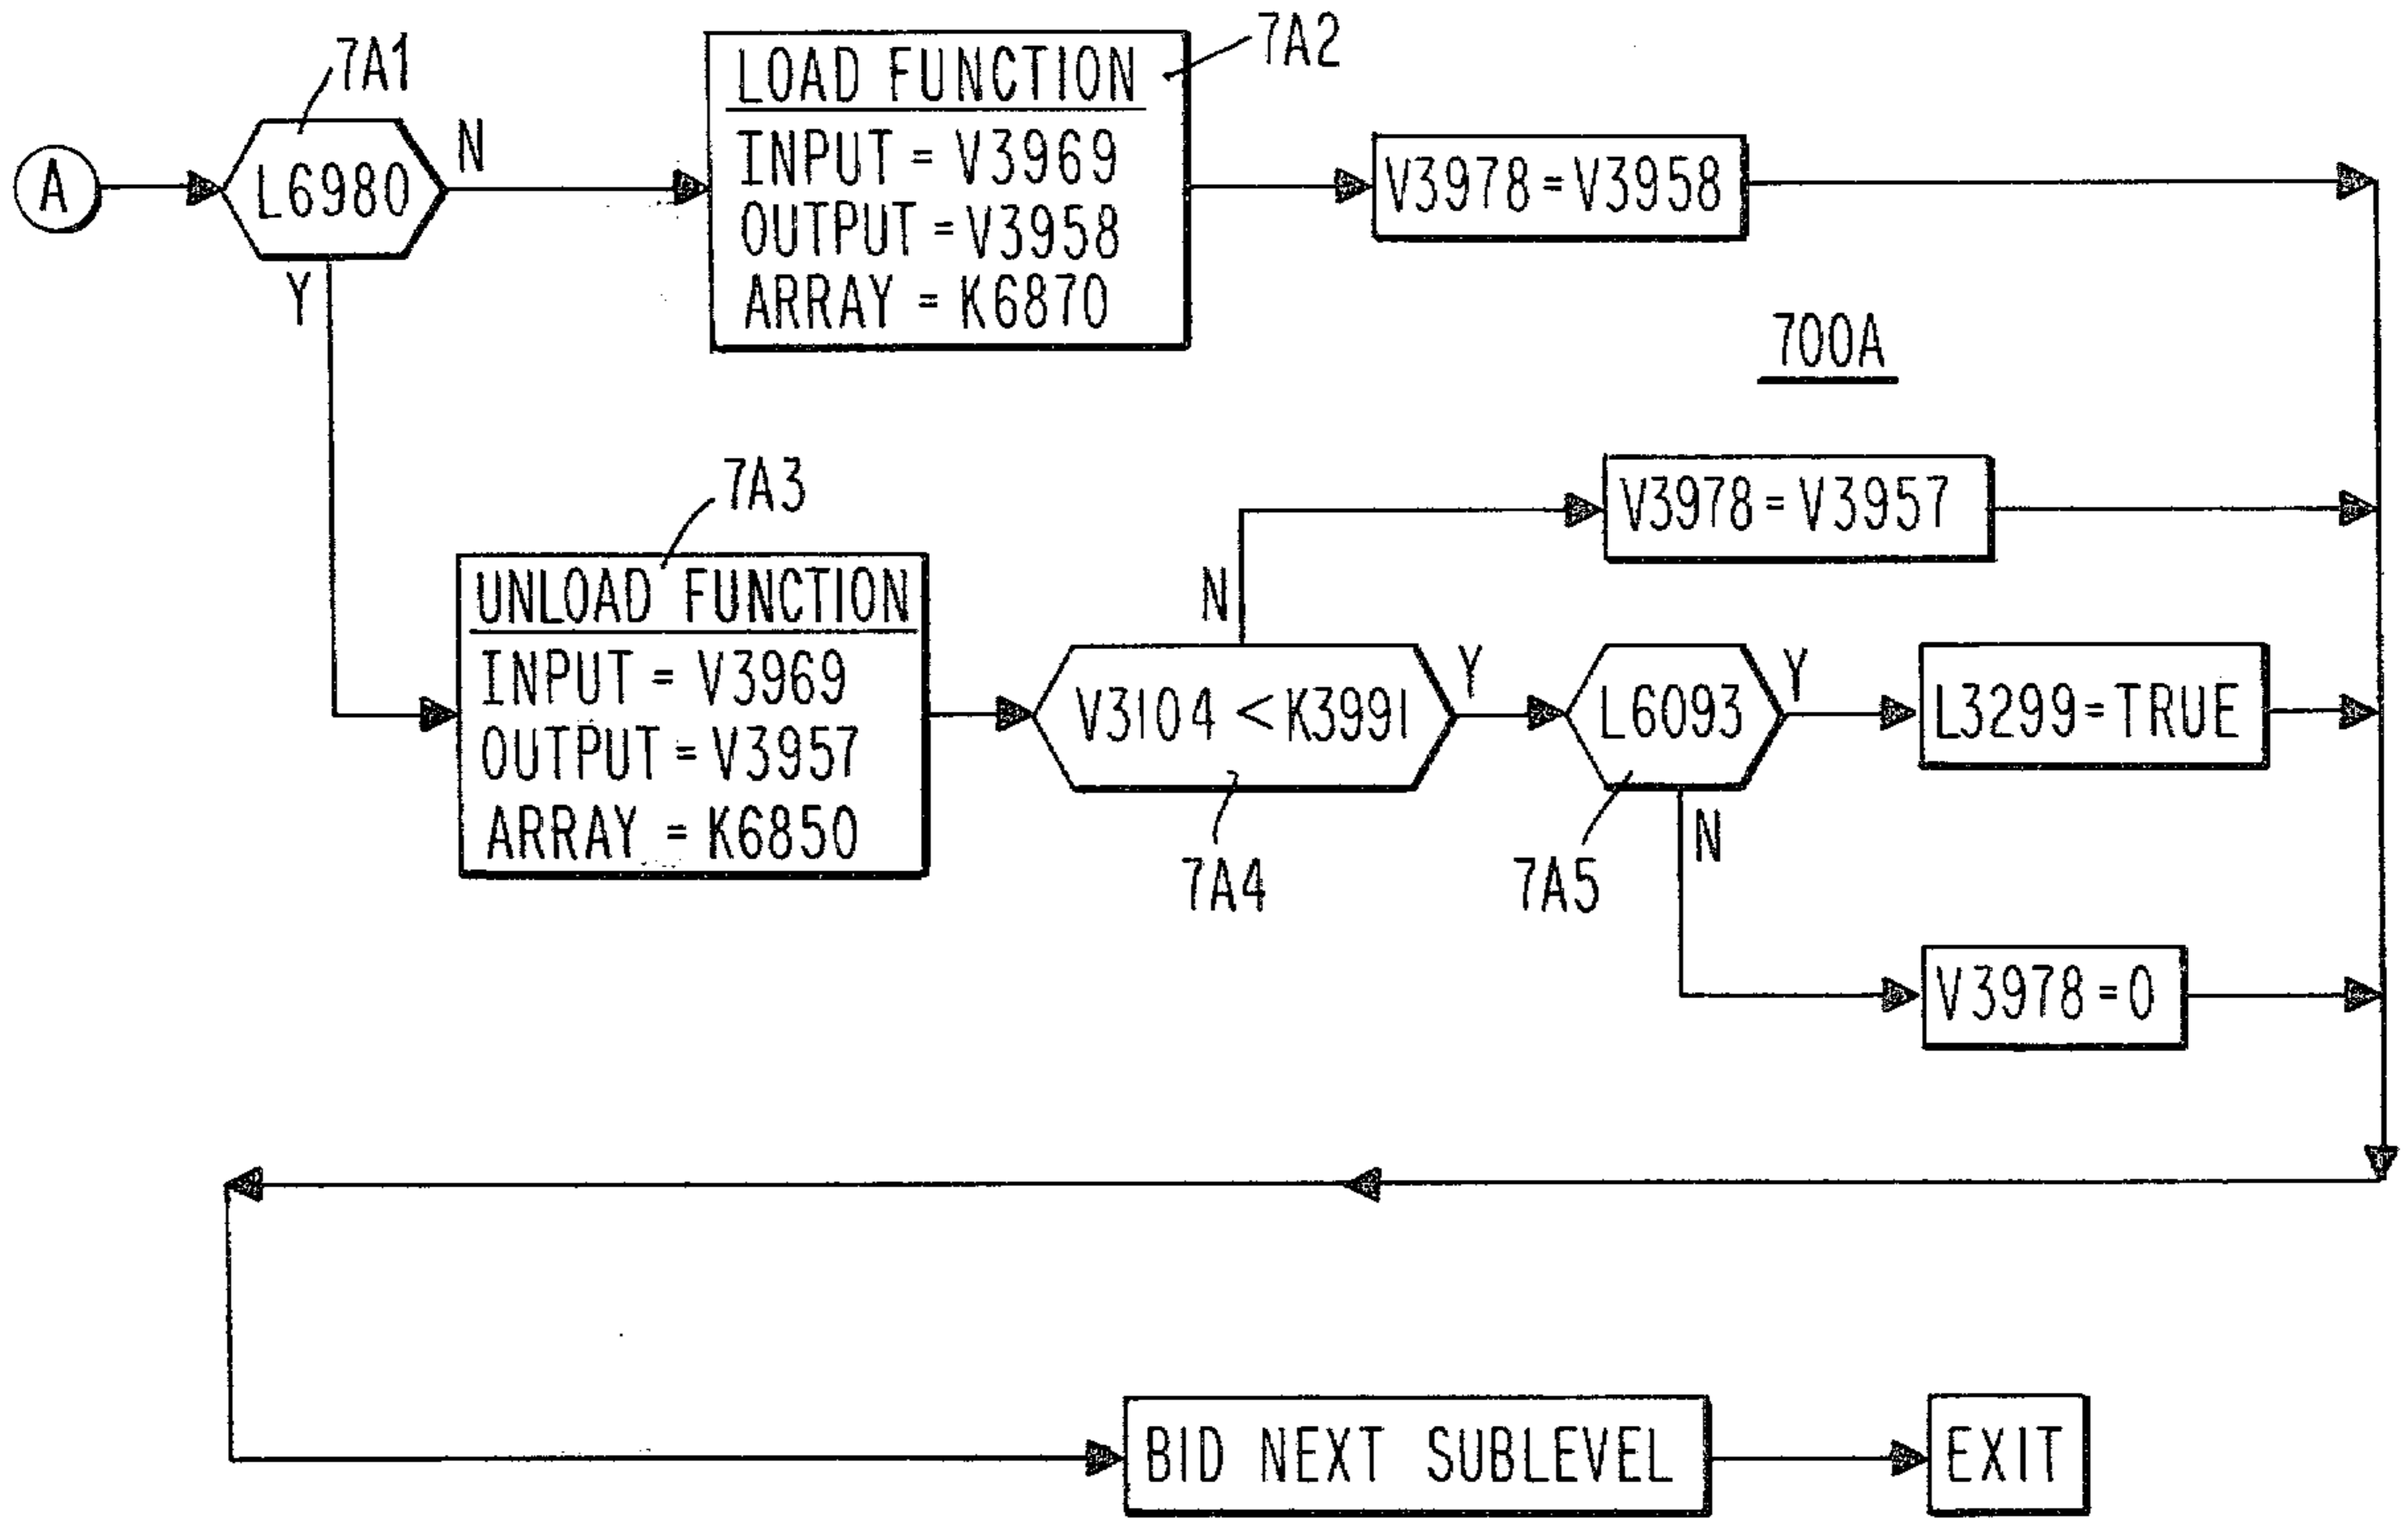 7A1
7A2
A
L6980
N
Y
LOAD FUNCTION
INPUT = V3969
OUTPUT = V3958
ARRAY = K6870
V3978 = V3958
700A
7A3
UNLOAD FUNCTION
INPUT = V3969
OUTPUT = V3957
ARRAY = K6850
N
V3978 = V3957
V3104 < K3991
Y
7A4
L6093
Y
7A5
N
L3299 = TRUE
V3978 = 0
BID NEXT SUBLEVEL
EXIT